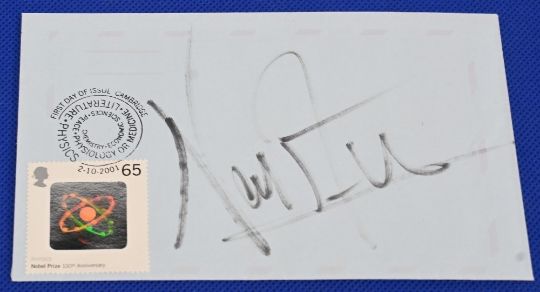 FIRST DAY OF ISSUE CAMBRIDGE
PHYSICS • LITERATURE •
PHYSIOLOGY OR MEDICINE • PEACE •
CHEMISTRY • ECONOMIC SCIENCES •
2-10-2001
65
Nobel Prize 100th Anniversary